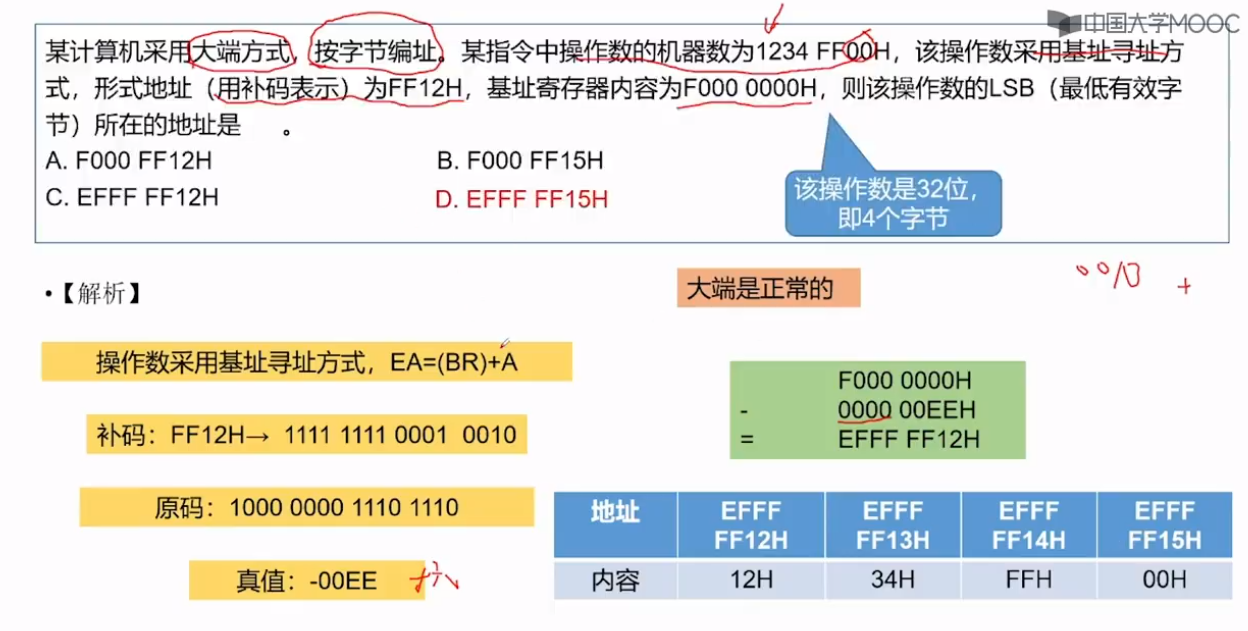 中国大学MOOC
某计算机采用大端方式，按字节编址。某指令中操作数的机器数为1234 FF00H，该操作数采用基址寻址方
式，形式地址（用补码表示）为FF12H，基址寄存器内容为F000 0000H，则该操作数的LSB（最低有效字
节）所在的地址是 。
A. F000 FF12H B. F000 FF15H
C. EFFF FF12H D. EFFF FF15H
该操作数是32位，
即4个字节
•【解析】
大端是正常的
操作数采用基址寻址方式，EA=(BR)+A
补码：FF12H→ 1111 1111 0001 0010
原码：1000 0000 1110 1110
真值：-00EE
F000 0000H
- 0000 00EEH
= EFFF FF12H
地址 EFFF EFFF EFFF EFFF
FF12H FF13H FF14H FF15H
内容 12H 34H FFH 00H